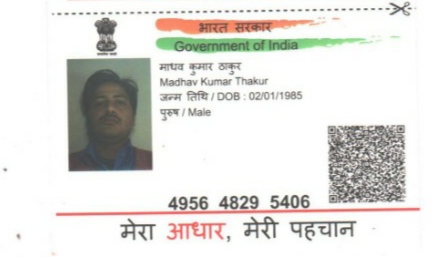 भारत सरकार
Government of India
माधव कुमार ठाकुर
Madhav Kumar Thakur
जन्म तिथि / DOB : 02/01/1985
पुरुष / Male
4956 4829 5406
मेरा आधार, मेरी पहचान